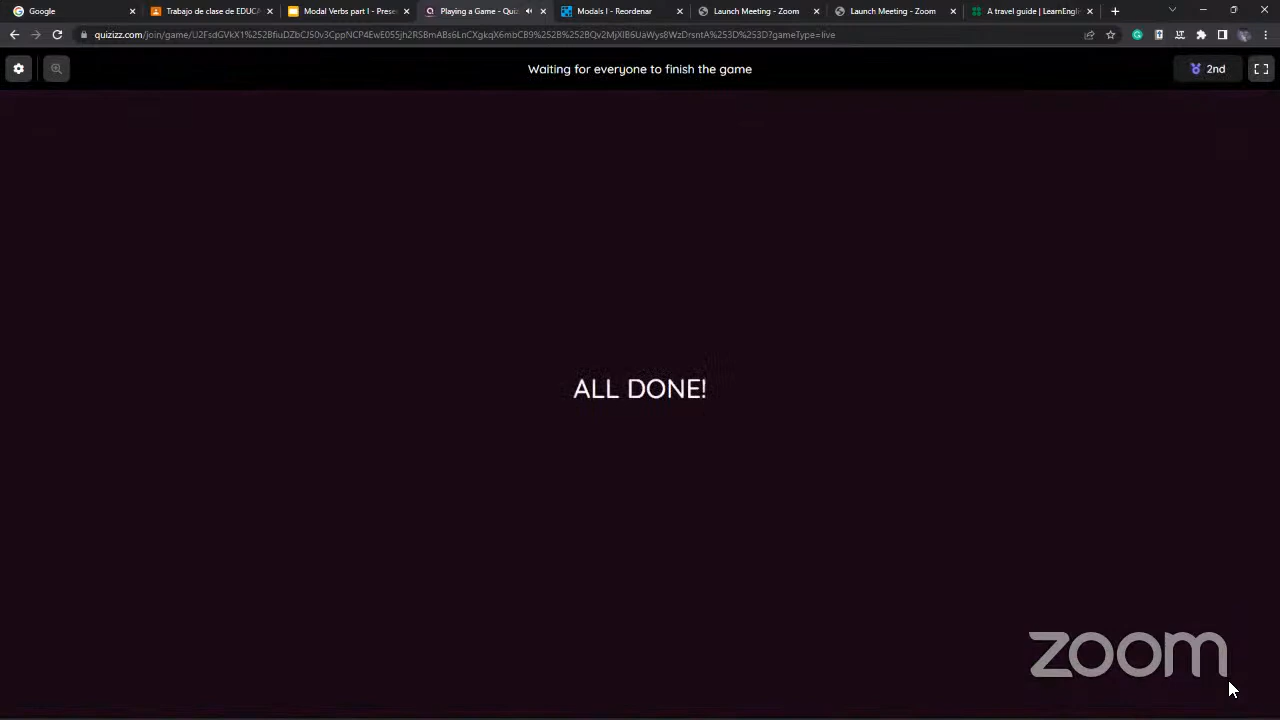 Google
Trabajo de clase de EDUCA
Modal Verbs part I - Prese
Playing a Game - Quiz
Modals I - Reordenar
Launch Meeting - Zoom
Launch Meeting - Zoom
A travel guide | LearnEngli
Waiting for everyone to finish the game
2nd
ALL DONE!
zoom